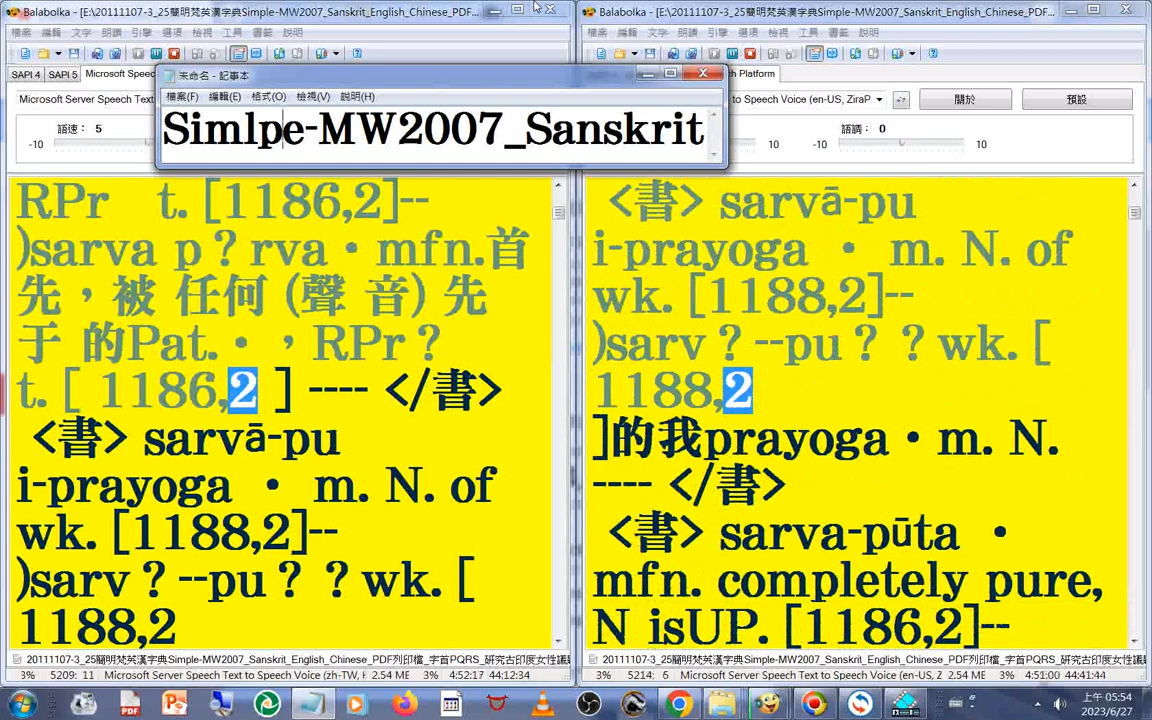 Balabolka - [E:\20111107-3_25簡明梵英漢字典Simple-MW2007_Sanskrit_English_Chinese_PDF...
Balabolka - [E:\20111107-3_25簡明梵英漢字典Simple-MW2007_Sanskrit_English_Chinese_PDF...
檔案 編輯 文字 朗讀 引擎 選項 檢視 工具 書籤 說明
檔案 編輯 文字 朗讀 引擎 選項 檢視 工具 書籤 說明
SAPI 4 SAPI 5 Microsoft Speec
h Platform
未命名 - 記事本
檔案(F) 編輯(E) 格式(O) 檢視(V) 說明(H)
Simlpe-MW2007_Sanskrit
Microsoft Server Speech Text
to Speech Voice (en-US, ZiraP
關於
預設
語速： 5
語調： 0
-10
10
-10
10
RPr t. [1186,2]--
)sarva p？rva・mfn.首
先，被 任何 (聲 音) 先
于 的Pat.・，RPr？
t. [ 1186,2 ] ---- </書>
<書> sarvā-pu
i-prayoga ・ m. N. of
wk. [1188,2]--
)sarv？--pu？？wk. [
1188,2
<書> sarvā-pu
i-prayoga ・ m. N. of
wk. [1188,2]--
)sarv？--pu？？wk. [
1188,2
]的我prayoga・m. N.
---- </書>
<書> sarva-pūta ・
mfn. completely pure,
N isUP. [1186,2]--
20111107-3_25簡明梵英漢字典Simple-MW2007_Sanskrit_English_Chinese_PDF列印檔_字首PQRS_研究古印度女性議
20111107-3_25簡明梵英漢字典Simple-MW2007_Sanskrit_English_Chinese_PDF列印檔_字首PQRS_研究古印度女性議
3% 5209: 11 Microsoft Server Speech Text to Speech Voice (zh-TW, H 2.54 MB 3% 4:52:17 44:12:34
3% 5214: 6 Microsoft Server Speech Text to Speech Voice (en-US, Z 2.54 MB 3% 4:51:00 44:41:44
上午 05:54
2023/6/27